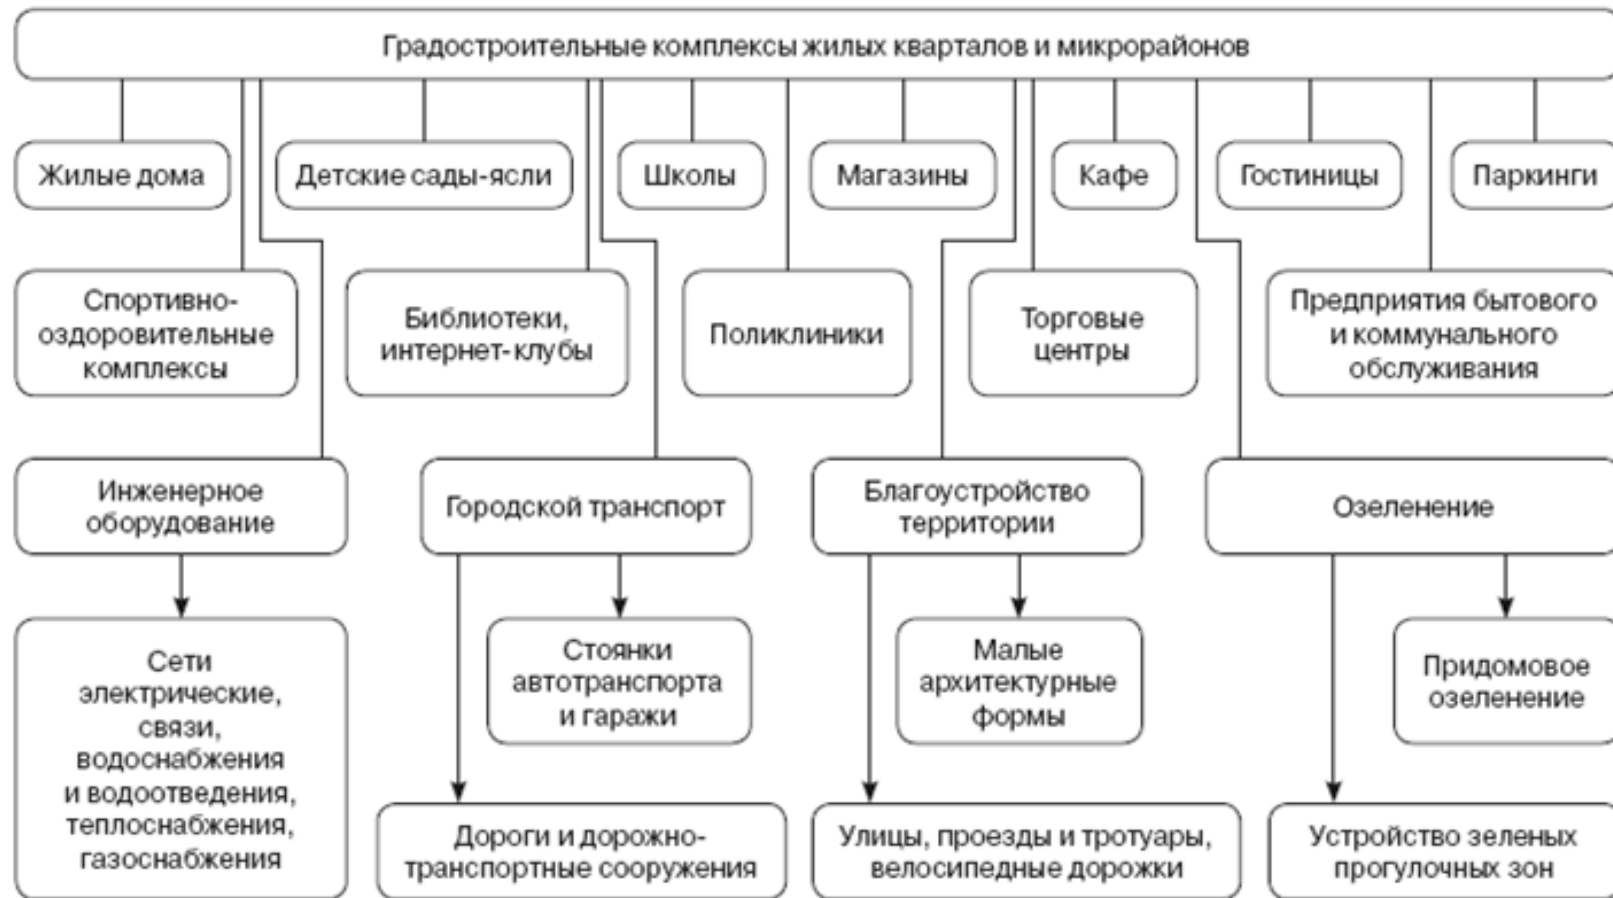 Градостроительные комплексы жилых кварталов и микрорайонов
Жилые дома
Детские сады-ясли
Школы
Магазины
Кафе
Гостиницы
Паркинги
Спортивно-
оздоровительные
комплексы
Библиотеки,
интернет-клубы
Поликлиники
Торговые
центры
Предприятия бытового
и коммунального
обслуживания
Инженерное
оборудование
Городской транспорт
Благоустройство
территории
Озеленение
Сети
электрические,
связи,
водоснабжения
и водоотведения,
теплоснабжения,
газоснабжения
Стоянки
автотранспорта
и гаражи
Малые
архитектурные
формы
Придомовое
озеленение
Дороги и дорожно-
транспортные сооружения
Улицы, проезды и тротуары,
велосипедные дорожки
Устройство зеленых
прогулочных зон